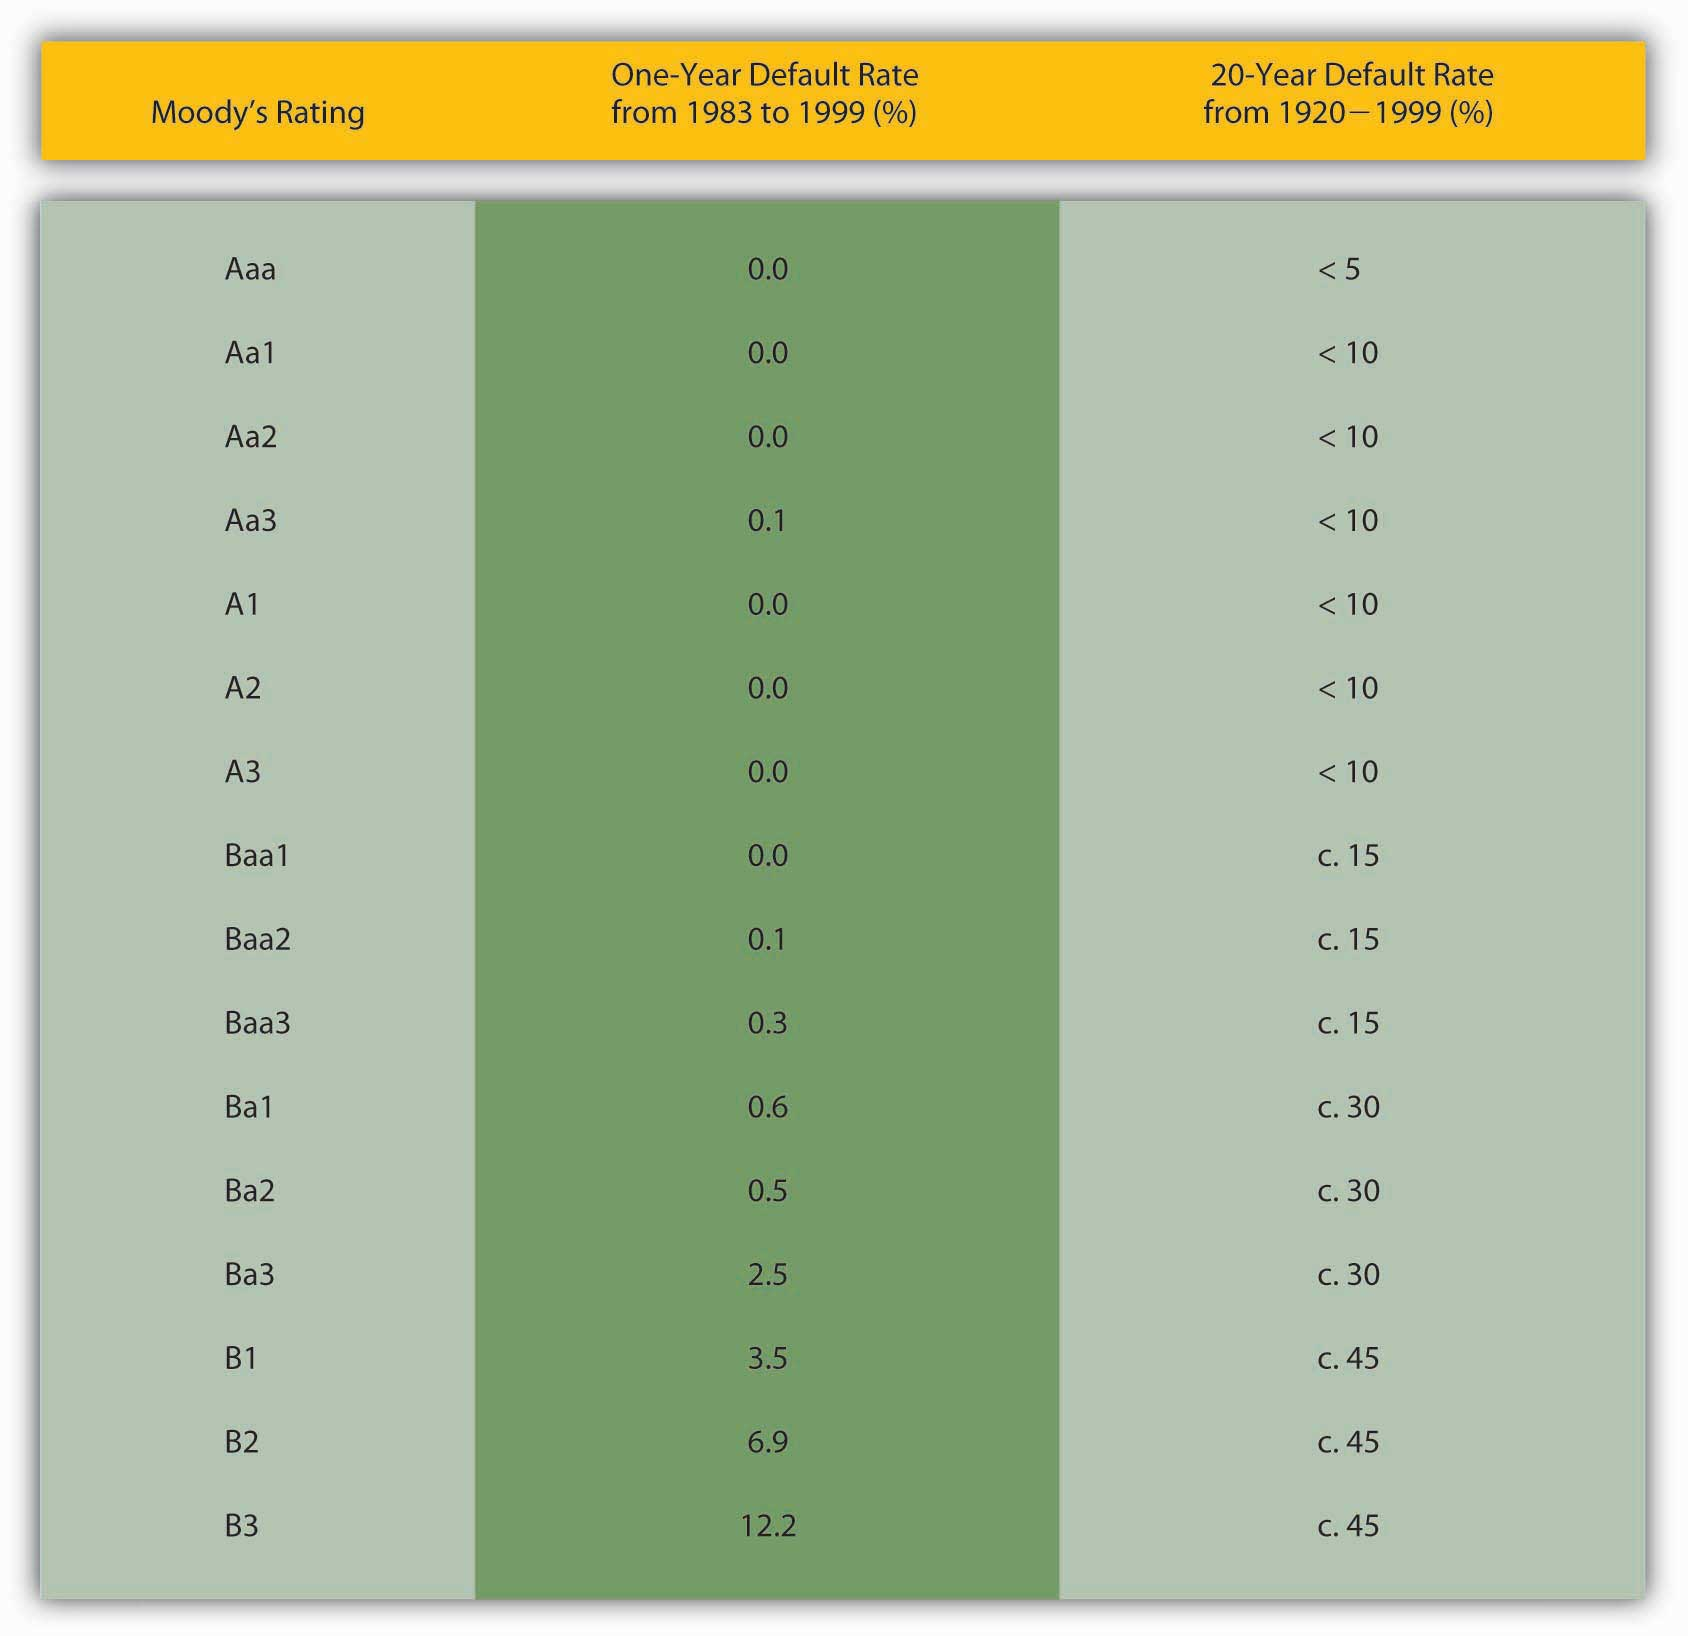 Moody's Rating
One-Year Default Rate
from 1983 to 1999 (%)
20-Year Default Rate
from 1920—1999 (%)
Aaa 0.0 < 5
Aa1 0.0 < 10
Aa2 0.0 < 10
Aa3 0.1 < 10
A1 0.0 < 10
A2 0.0 < 10
A3 0.0 < 10
Baa1 0.0 c. 15
Baa2 0.1 c. 15
Baa3 0.3 c. 15
Ba1 0.6 c. 30
Ba2 0.5 c. 30
Ba3 2.5 c. 30
B1 3.5 c. 45
B2 6.9 c. 45
B3 12.2 c. 45